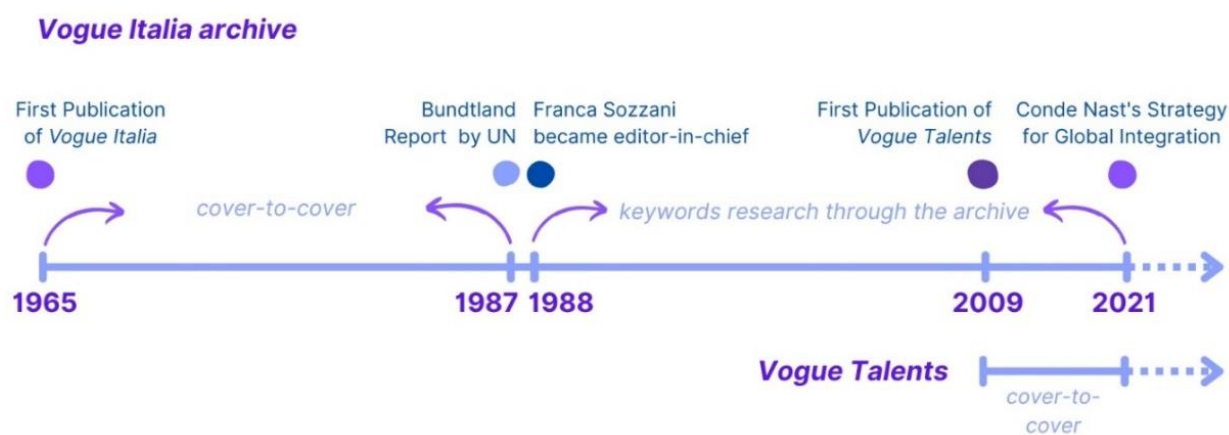 Vogue Italia archive
First Publication
of Vogue Italia
Bundtland
Report by UN
Franca Sozzani
became editor-in-chief
First Publication of
Vogue Talents
Conde Nast's Strategy
for Global Integration
cover-to-cover
keywords research through the archive
1965
1987
1988
2009
2021
Vogue Talents
cover-to-
cover